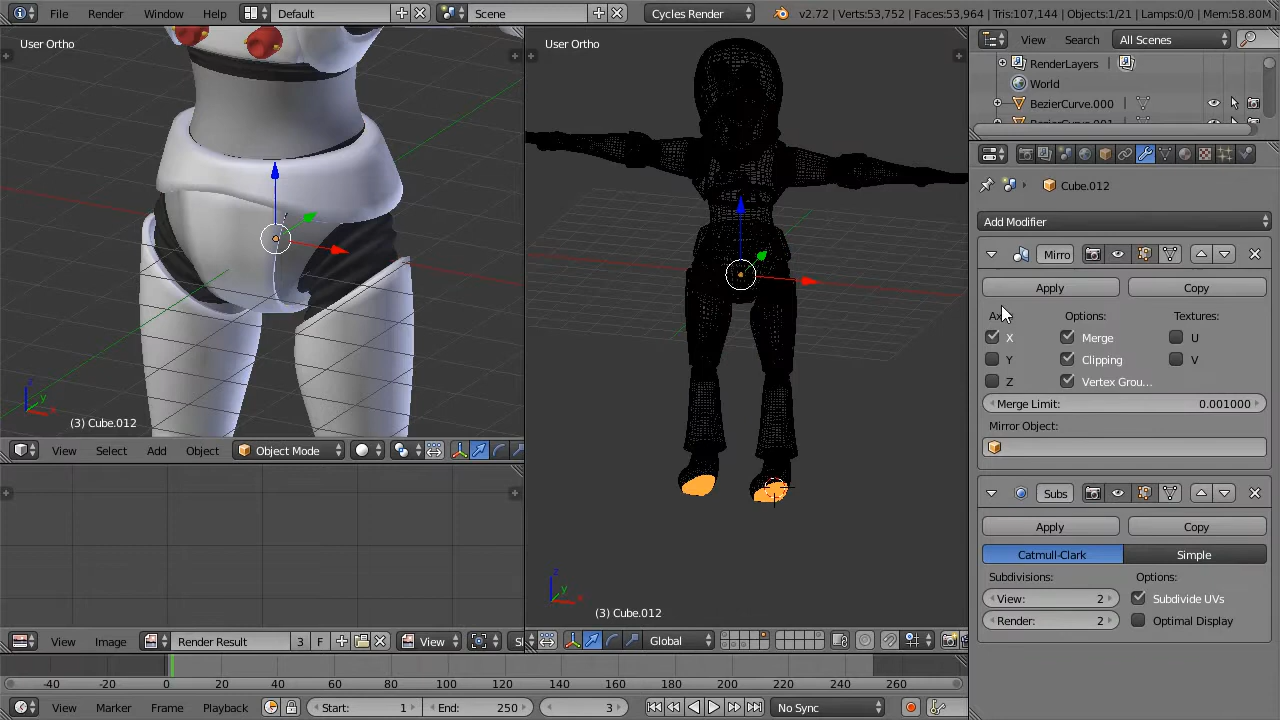 File Render Window Help Default Scene Cycles Render v2.72 | Verts:53,752 | Faces:53,964 | Tris:107,144 | Objects:1/21 | Lamps:0/0 | Mem:58.80M
User Ortho
(3) Cube.012
View Select Add Object Object Mode
View Image Render Result 3 F View
User Ortho
(3) Cube.012
Global
View Search All Scenes
RenderLayers
World
BezierCurve.000
Cube.012
Add Modifier
Mirro
Apply Copy
Options: Textures:
X Merge U
Y Clipping V
Z Vertex Grou...
Merge Limit: 0.001000
Mirror Object:
Subs
Apply Copy
Catmull-Clark Simple
Subdivisions: Options:
View: 2 Subdivide UVs
Render: 2 Optimal Display
-40 -20 0 20 40 60 80 100 120 140 160 180 200 220 240 260
View Marker Frame Playback Start: 1 End: 250 3 No Sync